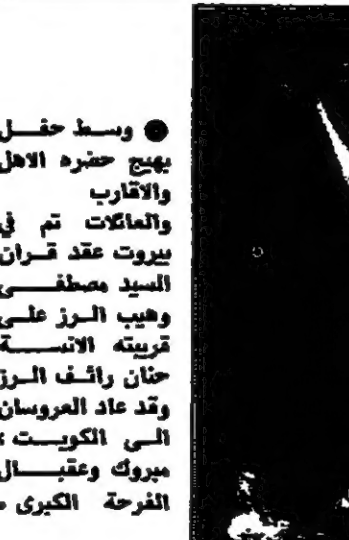 ● وسط حفل
بهيج حضره الاهل
والاقارب
والعائلات تم في
بيروت عقد قران
السيد مصطفى
وهيب الرز على
قريبته الانسة
حنان رائف الرز
وقد عاد العروسان
الى الكويت :
مبروك وعقبال
الفرحة الكبرى .